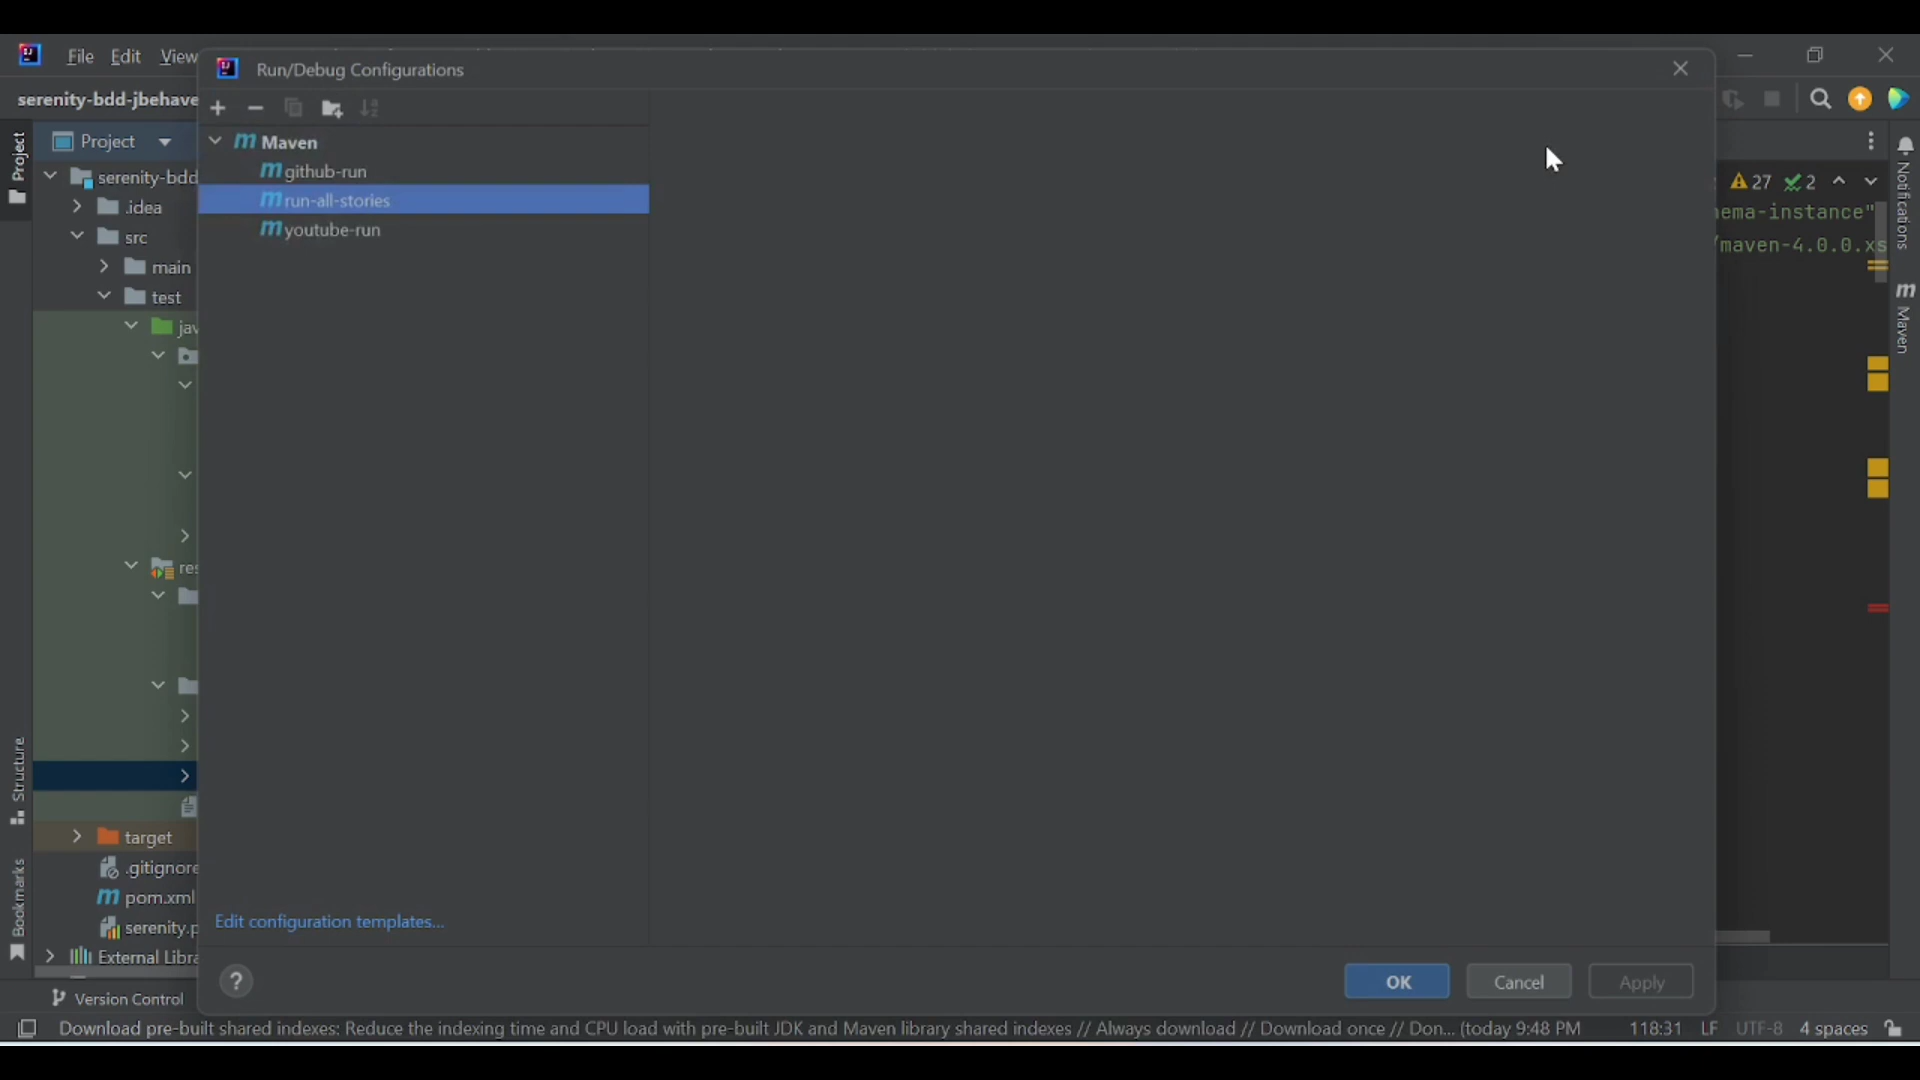 File Edit View
Run/Debug Configurations
serenity-bdd-jbehave
Project
Project
serenity-bdd
.idea
src
main
test
target
.gitignore
pom.xml
External
Maven
github-run
run-all-stories
youtube-run
27 2
ema-instance"
/maven-4.0.0.xs
Notifications
Maven
Structure
Bookmarks
Edit configuration templates...
?
OK Cancel Apply
Version Control
Download pre-built shared indexes: Reduce the indexing time and CPU load with pre-built JDK and Maven library shared indexes // Always download // Download once // Don... (today 9:48 PM 118:31 LF UTF-8 4 spaces